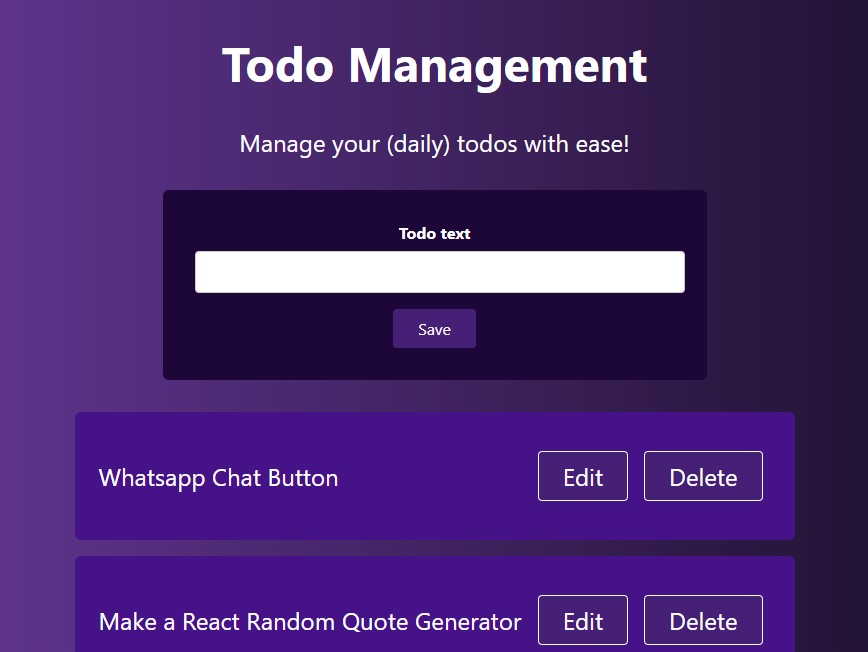 Todo Management
Manage your (daily) todos with ease!
Todo text
Save
Whatsapp Chat Button
Edit
Delete
Make a React Random Quote Generator
Edit
Delete